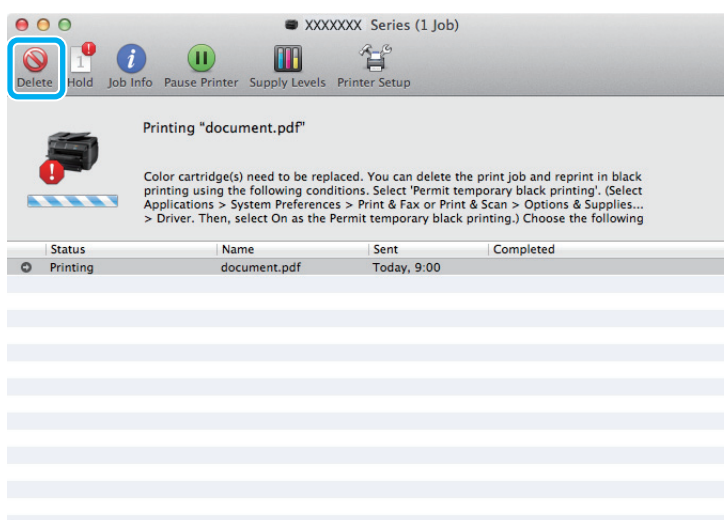 XXXXXXX Series (1 Job)
Delete Hold Job Info Pause Printer Supply Levels Printer Setup
Printing "document.pdf"
Color cartridge(s) need to be replaced. You can delete the print job and reprint in black
printing using the following conditions. Select 'Permit temporary black printing'. (Select
Applications > System Preferences > Print & Fax or Print & Scan > Options & Supplies...
> Driver. Then, select On as the Permit temporary black printing.) Choose the following
Status Name Sent Completed
Printing document.pdf Today, 9:00